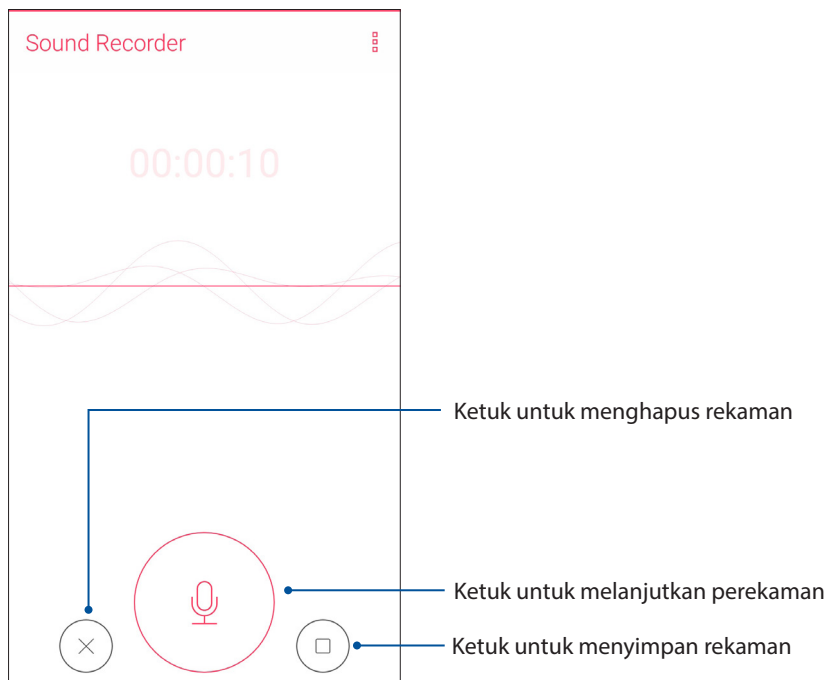 Sound Recorder
00:00:10
Ketuk untuk menghapus rekaman
Ketuk untuk melanjutkan perekaman
Ketuk untuk menyimpan rekaman